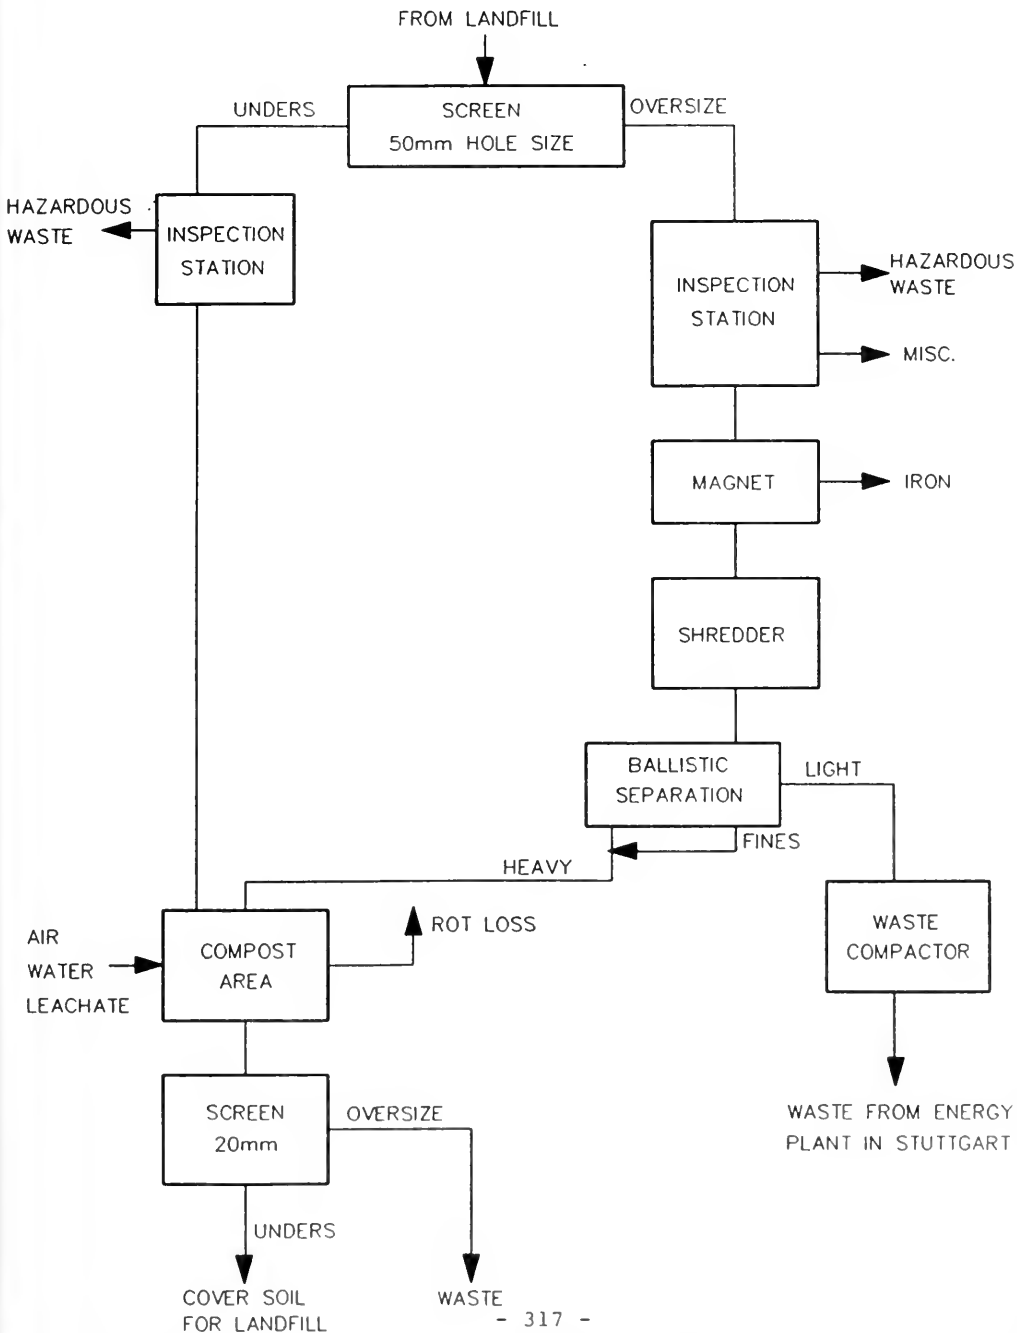 FROM LANDFILL
UNDERS
SCREEN
50mm HOLE SIZE
OVERSIZE
HAZARDOUS
WASTE
INSPECTION
STATION
INSPECTION
STATION
HAZARDOUS
WASTE
MISC.
MAGNET
IRON
SHREDDER
BALLISTIC
SEPARATION
LIGHT
FINES
HEAVY
ROT LOSS
AIR
WATER
LEACHATE
COMPOST
AREA
WASTE
COMPACTOR
SCREEN
20mm
OVERSIZE
WASTE FROM ENERGY
PLANT IN STUTTGART
UNDERS
COVER SOIL
FOR LANDFILL
WASTE
- 317 -